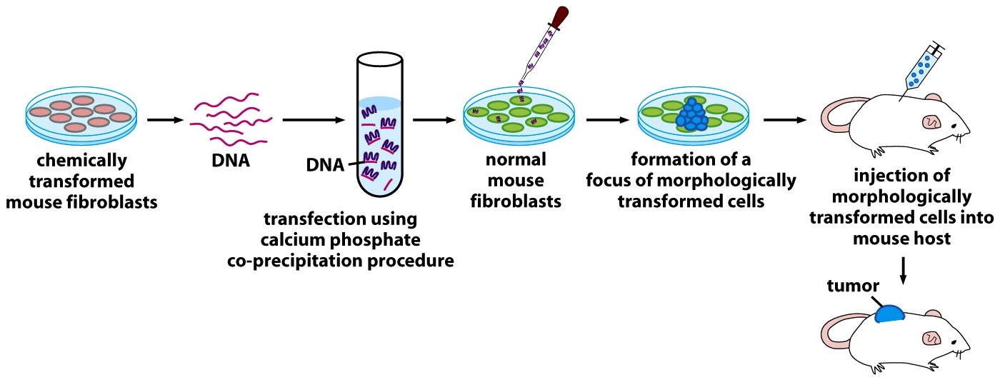 chemically
transformed
mouse fibroblasts
DNA
DNA
transfection using
calcium phosphate
co-precipitation procedure
normal
mouse
fibroblasts
formation of a
focus of morphologically
transformed cells
injection of
morphologically
transformed cells into
mouse host
tumor